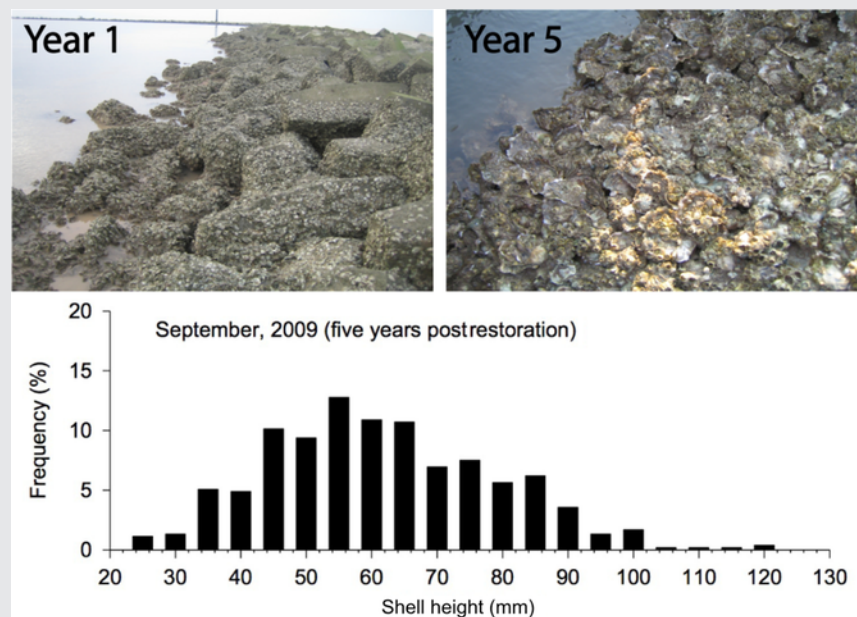 Year 1
Year 5
20
September, 2009 (five years postrestoration)
15
10
5
0
Frequency (%)
20 30 40 50 60 70 80 90 100 110 120 130
Shell height (mm)